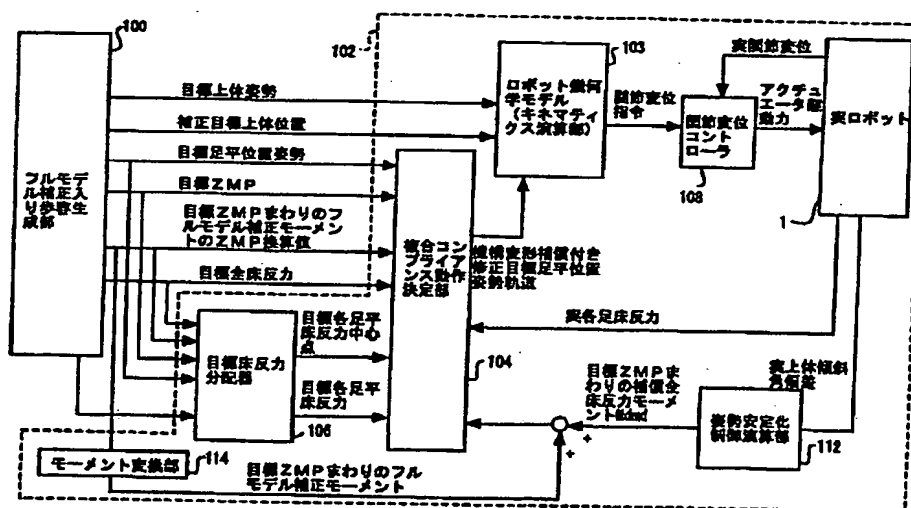 100
フルモデ
ル補正入
り歩容生
成部
102
目標上体姿勢
補正目標上体位置
目標足平位置姿勢
目標ZMP
目標ZMPまわりのフ
ルモデル補正モーメン
トのZMP換算値
目標全床反力
103
ロボット幾何
学モデル
(キネマティ
クス演算部)
関節変位
指令
実関節変位
関節変位
コント
ローラ
108
アクチュ
エータ駆
動力
実ロボット
1
複合コン
プライア
ンス動作
決定部
104
機構変形補償付き
修正目標足平位置
姿勢軌道
実各足床反力
目標床反力
分配器
106
目標各足平
床反力中心
点
目標各足平
床反力
目標ZMPま
わりの補償全
床反力モーメ
ントMdmd
+
+
実上体傾斜
角偏差
姿勢安定化
制御演算部
112
モーメント変換部
114
目標ZMPまわりのフル
モデル補正モーメント